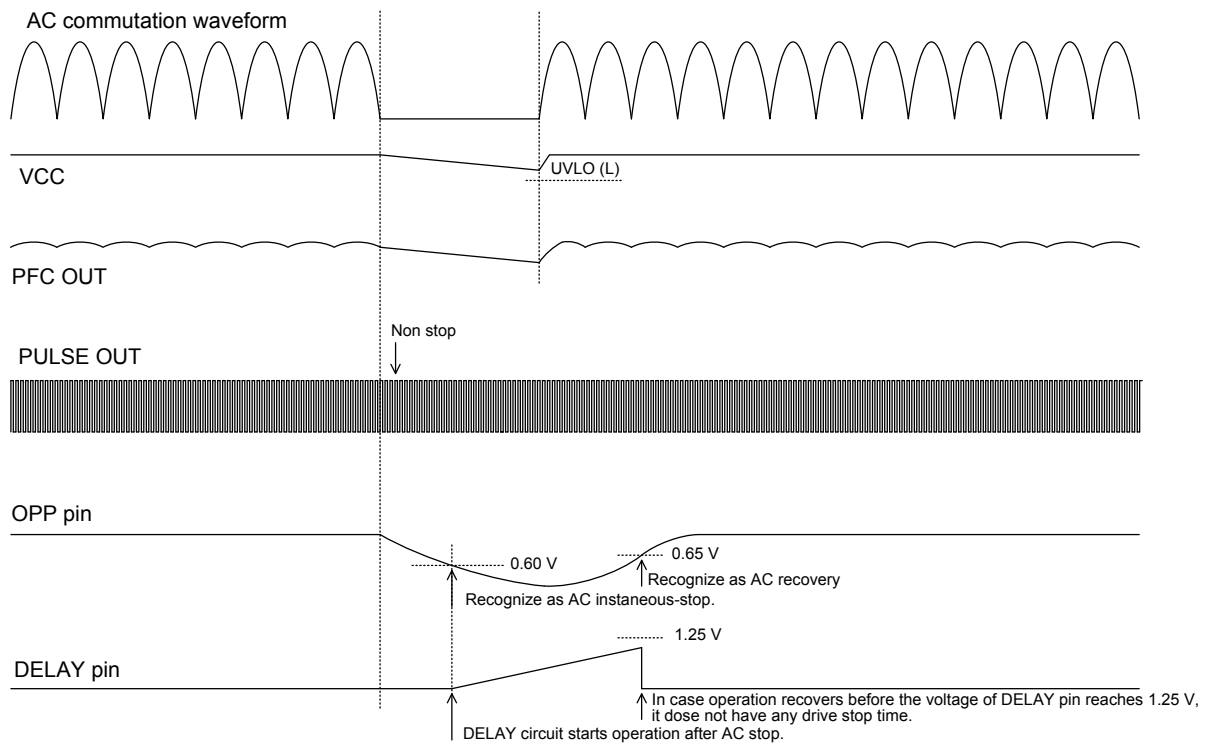 AC commutation waveform
VCC
UVLO (L)
PFC OUT
Non stop
PULSE OUT
OPP pin
0.60 V
0.65 V
Recognize as AC recovery
Recognize as AC instaneous-stop.
1.25 V
DELAY pin
In case operation recovers before the voltage of DELAY pin reaches 1.25 V,
it dose not have any drive stop time.
DELAY circuit starts operation after AC stop.